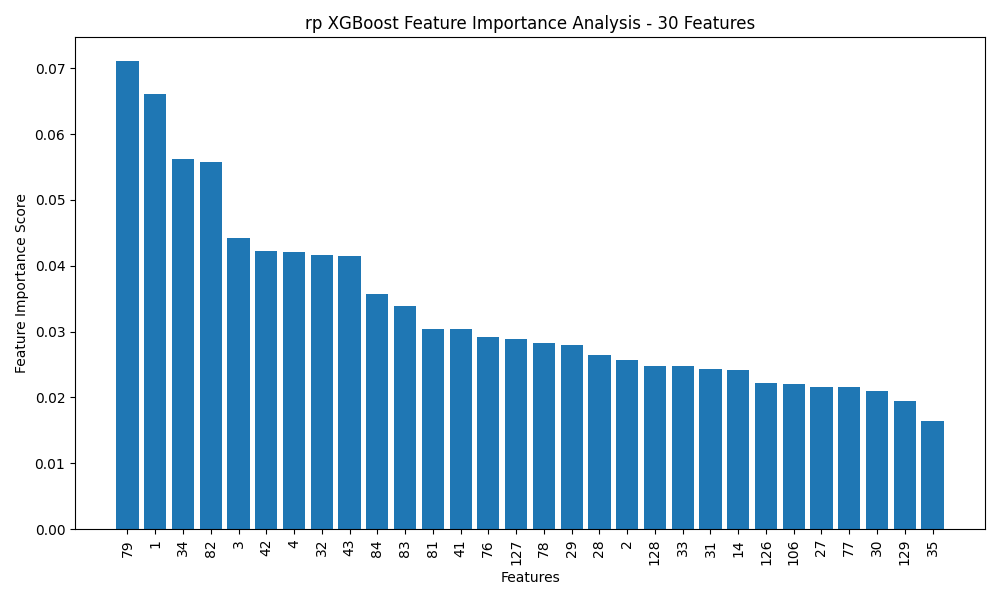 rp XGBoost Feature Importance Analysis - 30 Features
Feature Importance Score
0.07
0.06
0.05
0.04
0.03
0.02
0.01
0.00
79 1 34 82 3 42 4 32 43 84 83 81 41 76 127 78 29 28 2 128 33 31 14 126 106 27 77 30 129 35
Features